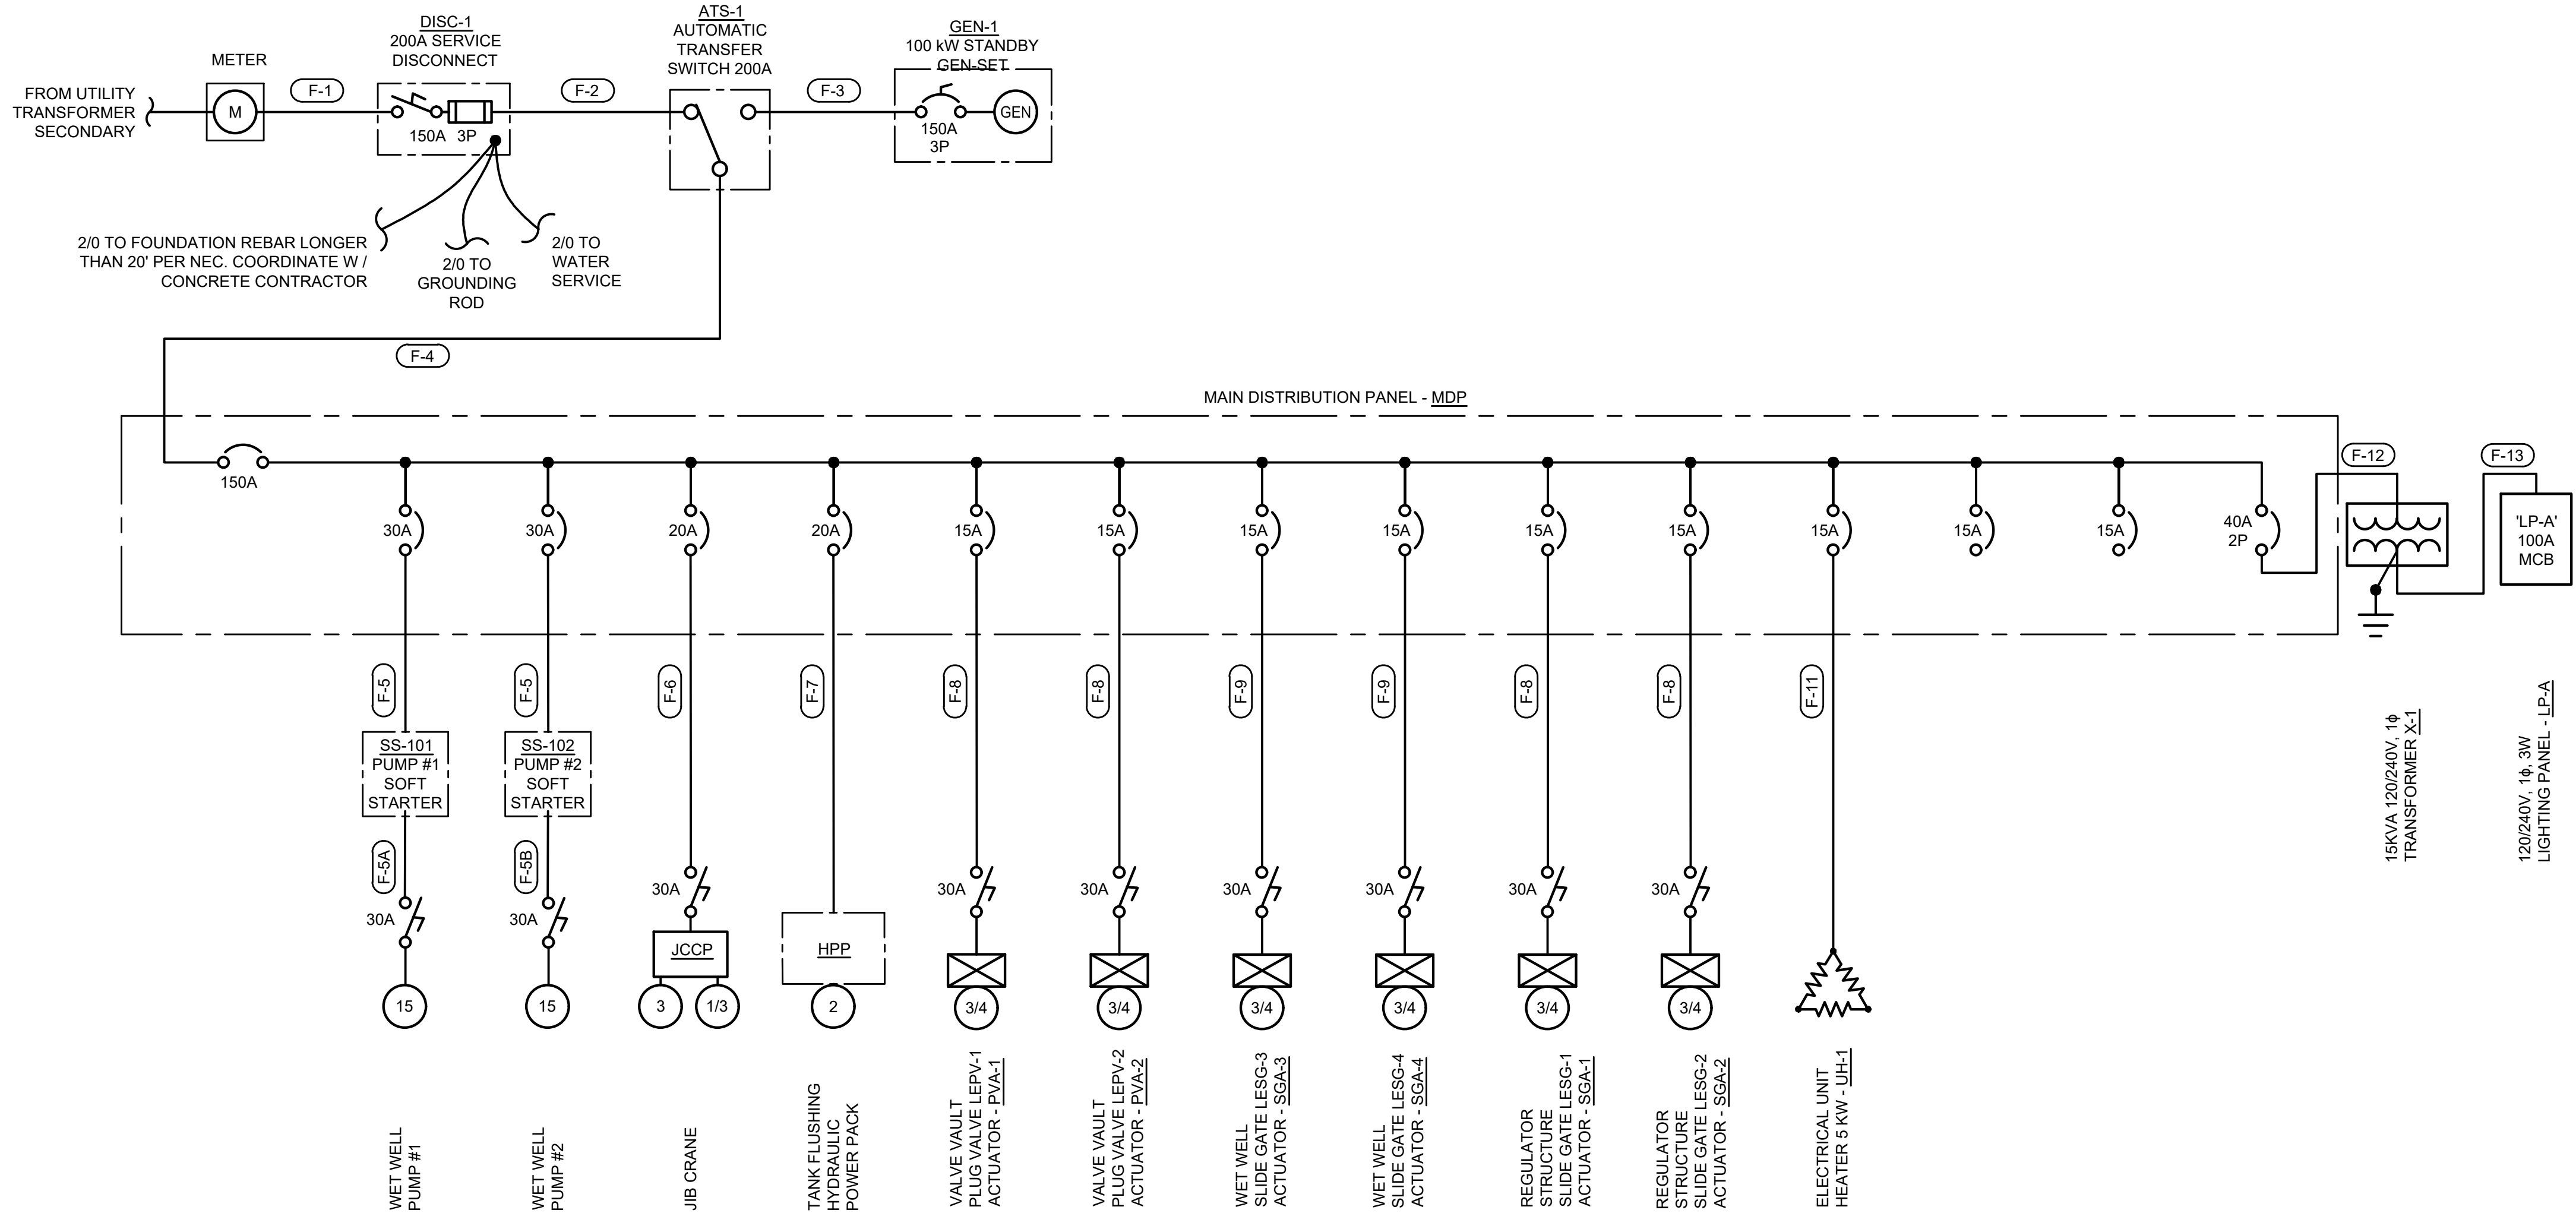 METER
FROM UTILITY
TRANSFORMER
SECONDARY
M
F-1
DISC-1
200A SERVICE
DISCONNECT
150A 3P
F-2
ATS-1
AUTOMATIC
TRANSFER
SWITCH 200A
F-3
GEN-1
100 kW STANDBY
GEN-SET
150A
3P
GEN
2/0 TO FOUNDATION REBAR LONGER
THAN 20' PER NEC. COORDINATE W /
CONCRETE CONTRACTOR
2/0 TO
GROUNDING
ROD
2/0 TO
WATER
SERVICE
F-4
MAIN DISTRIBUTION PANEL - MDP
150A
30A
30A
20A
20A
15A
15A
15A
15A
15A
15A
15A
15A
15A
40A
2P
F-12
F-13
'LP-A'
100A
MCB
F-5
F-5
F-6
F-7
F-8
F-8
F-9
F-9
F-8
F-8
F-11
SS-101
PUMP #1
SOFT
STARTER
SS-102
PUMP #2
SOFT
STARTER
F-5A
F-5B
30A
30A
30A
30A
30A
30A
30A
30A
30A
JCCP
HPP
15
15
3
1/3
2
3/4
3/4
3/4
3/4
3/4
3/4
WET WELL
PUMP #1
WET WELL
PUMP #2
JIB CRANE
TANK FLUSHING
HYDRAULIC
POWER PACK
VALVE VAULT
PLUG VALVE LEPV-1
ACTUATOR - PVA-1
VALVE VAULT
PLUG VALVE LEPV-2
ACTUATOR - PVA-2
WET WELL
SLIDE GATE LESG-3
ACTUATOR - SGA-3
WET WELL
SLIDE GATE LESG-4
ACTUATOR - SGA-4
REGULATOR
STRUCTURE
SLIDE GATE LESG-1
ACTUATOR - SGA-1
REGULATOR
STRUCTURE
SLIDE GATE LESG-2
ACTUATOR - SGA-2
ELECTRICAL UNIT
HEATER 5 KW - UH-1
15KVA 120/240V, 1ϕ
TRANSFORMER X-1
120/240V, 1ϕ, 3W
LIGHTING PANEL - LP-A